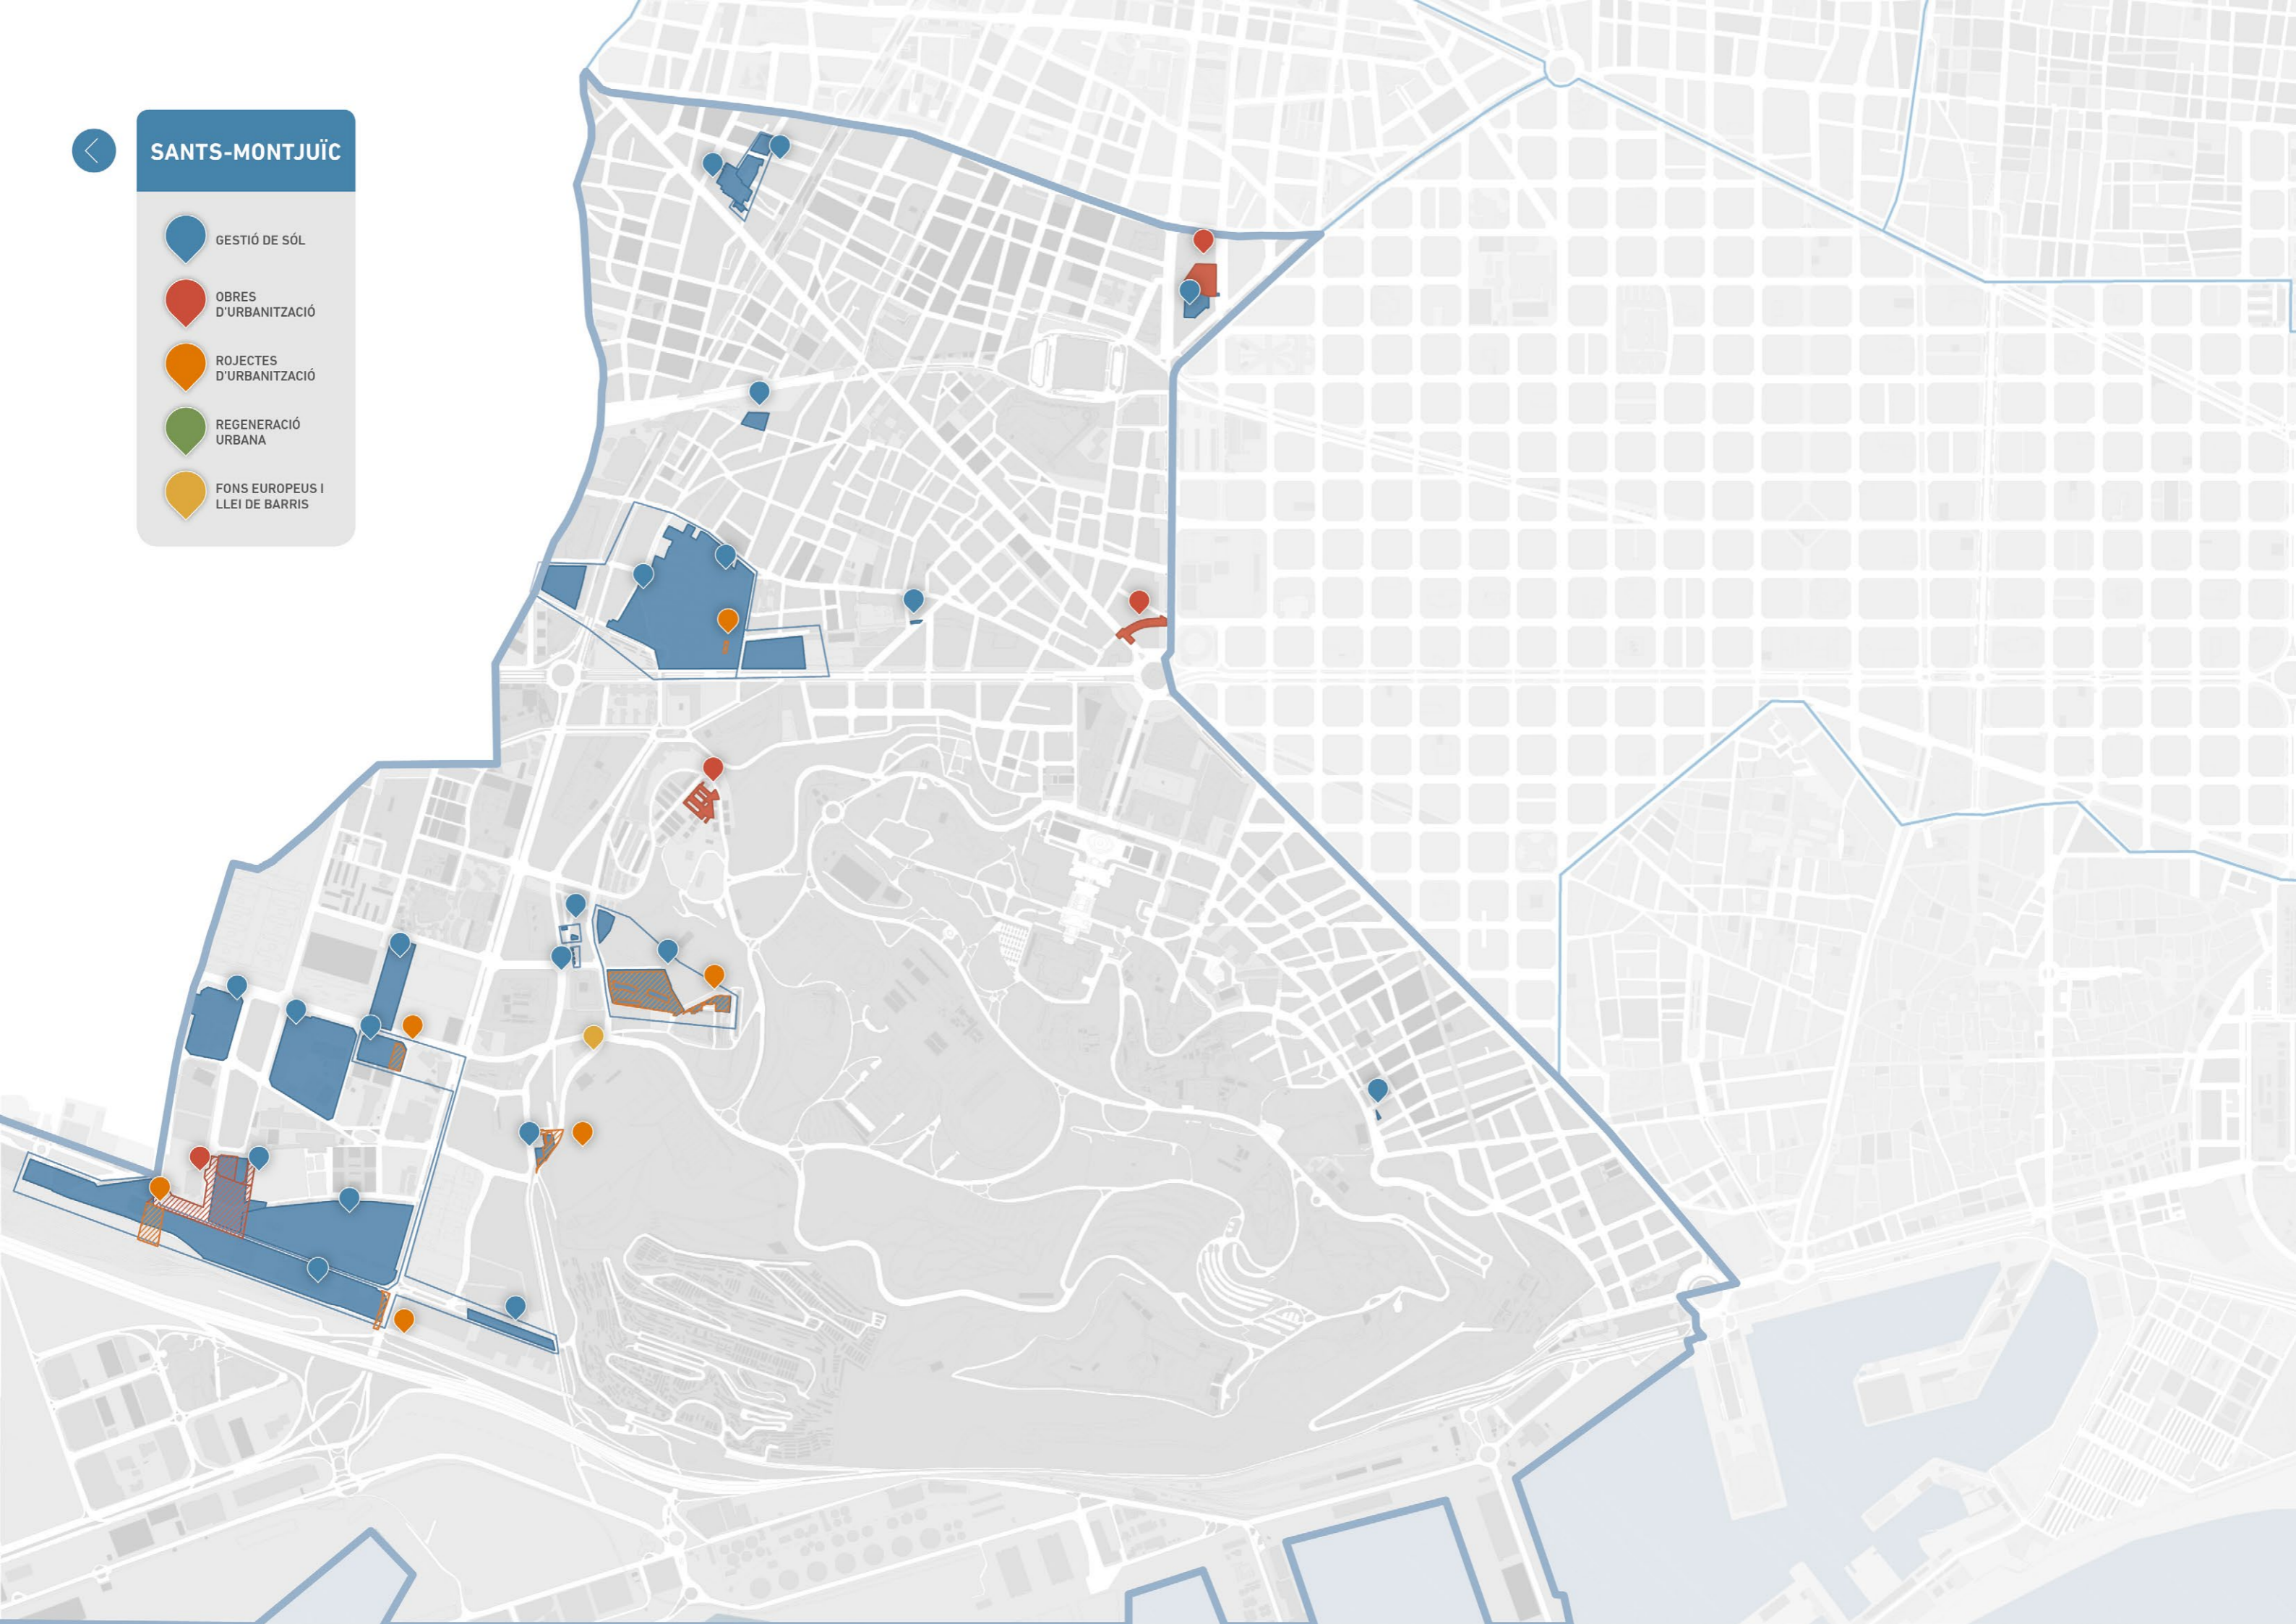 SANTS-MONTJUÏC
GESTIÓ DE SÓL
OBRES
D'URBANITZACIÓ
ROJECTES
D'URBANITZACIÓ
REGENERACIÓ
URBANA
FONS EUROPEUS I
LLEI DE BARRIS